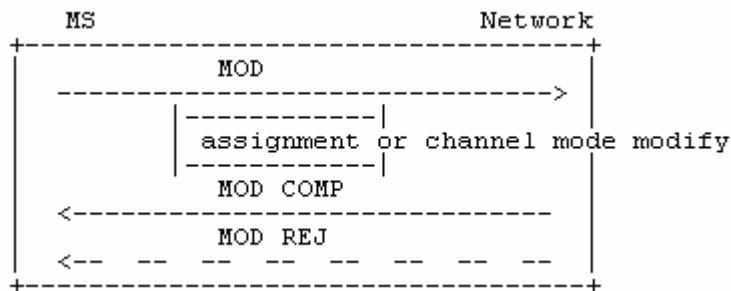 MS Network
MOD
assignment or channel mode modify
MOD COMP
MOD REJ